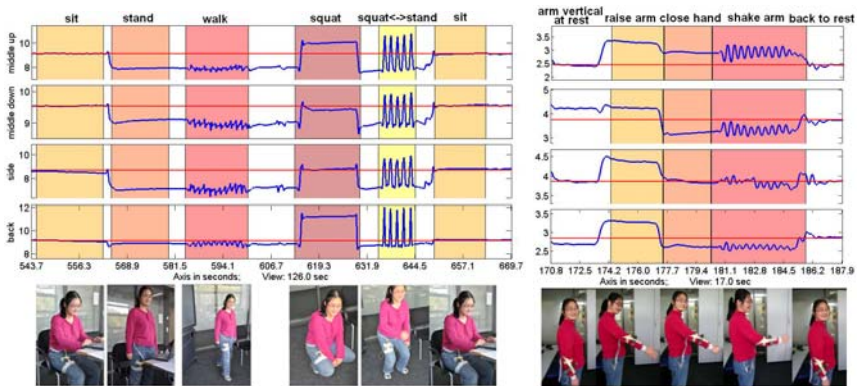 sit stand walk squat squat<->stand sit
middle up
10
8
middle down
10
9
8
side
10
8
back
12
10
8
543.7 556.3 568.9 581.5 594.1 606.7 619.3 631.9 644.5 657.1 669.7
Axis in seconds; View: 126.0 sec
arm vertical
at rest raise arm close hand shake arm back to rest
3.5
3
2.5
2
5
4
3
4.5
4
3.5
3.5
3
2.5
170.8 172.5 174.2 176.0 177.7 179.4 181.1 182.8 184.5 186.2 187.9
Axis in seconds; View: 17.0 sec